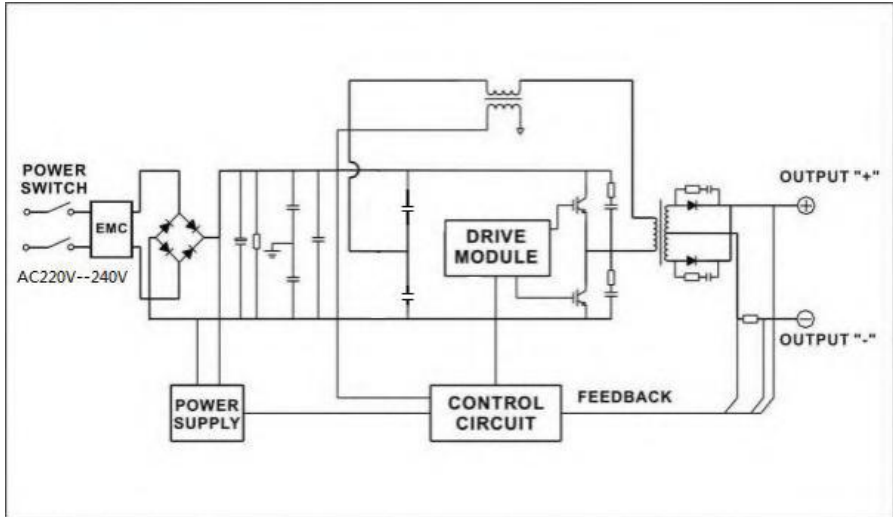 POWER
SWITCH
EMC
AC220V--240V
DRIVE
MODULE
OUTPUT "+"
OUTPUT "-"
POWER
SUPPLY
CONTROL
CIRCUIT
FEEDBACK